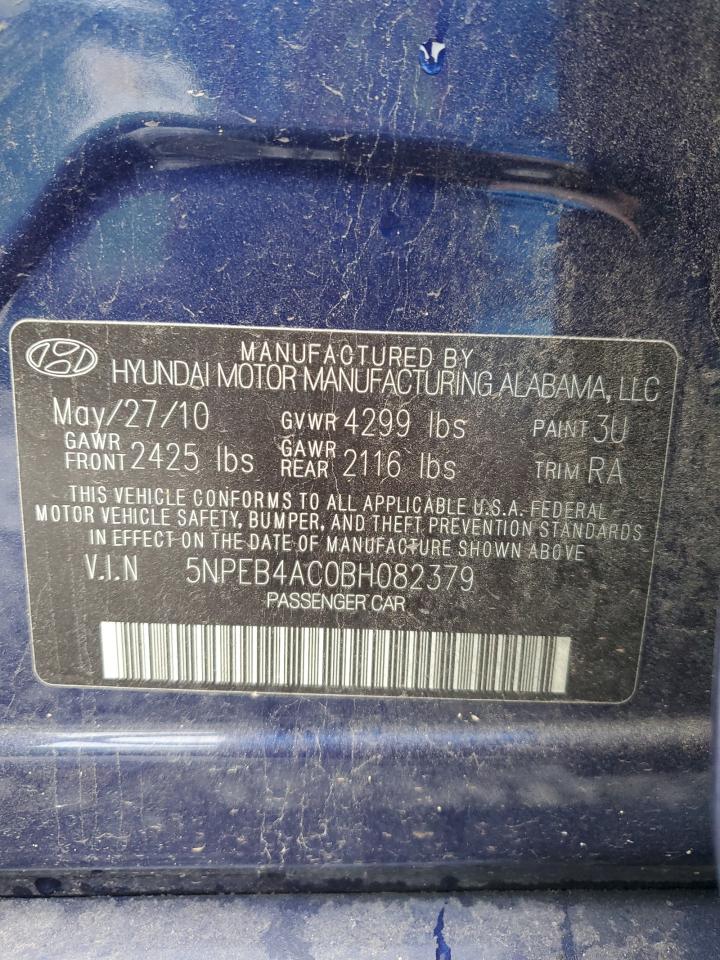 MANUFACTURED BY
HYUNDAI MOTOR MANUFACTURING ALABAMA, LLC
May/27/10 GVWR 4299 lbs PAINT 3U
GAWR FRONT 2425 lbs GAWR REAR 2116 lbs TRIM RA
THIS VEHICLE CONFORMS TO ALL APPLICABLE U.S.A. FEDERAL
MOTOR VEHICLE SAFETY, BUMPER, AND THEFT PREVENTION STANDARDS
IN EFFECT ON THE DATE OF MANUFACTURE SHOWN ABOVE
V.I.N 5NPEB4AC0BH082379
PASSENGER CAR